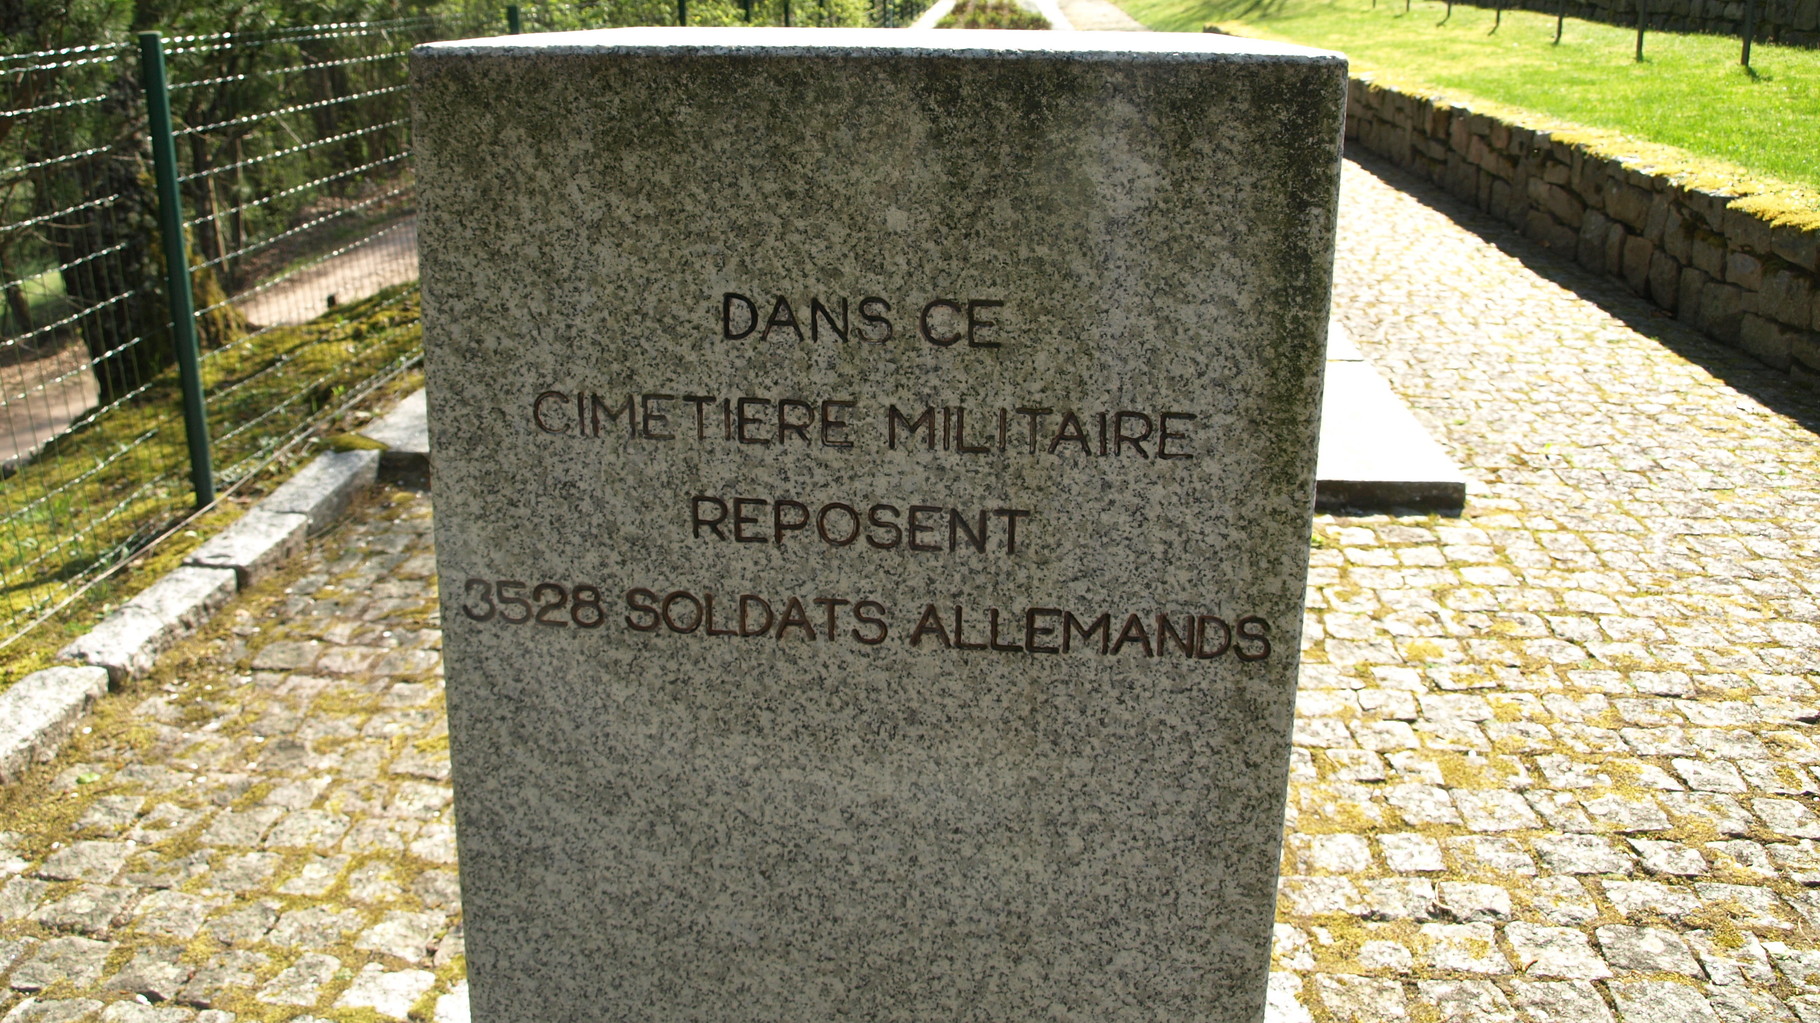 DANS CE
CIMETIERE MILITAIRE
REPOSENT
3528 SOLDATS ALLEMANDS